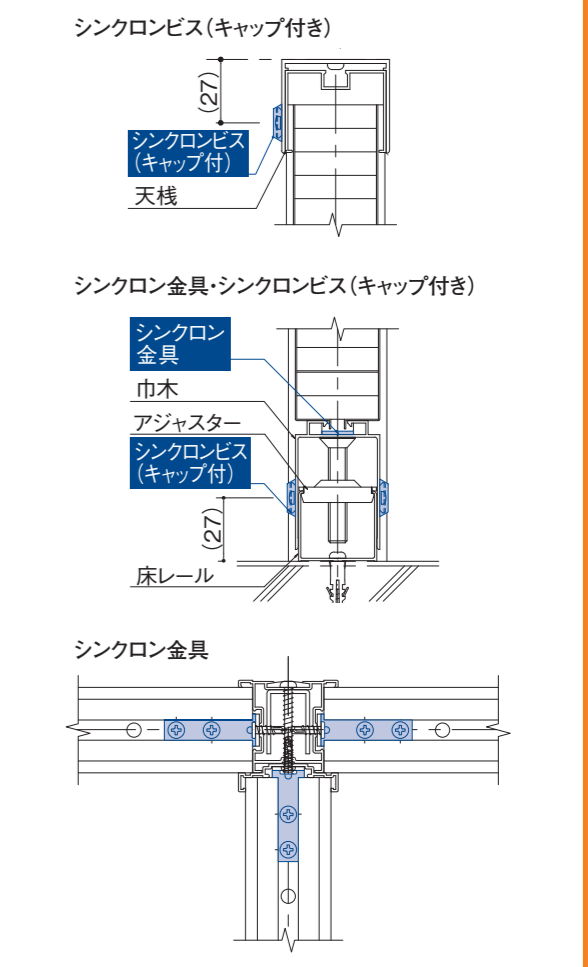 シンクロンビス（キャップ付き）
(27)
シンクロンビス
（キャップ付）
天桟
シンクロン金具・シンクロンビス（キャップ付き）
シンクロン
金具
巾木
アジャスター
シンクロンビス
（キャップ付）
(27)
床レール
シンクロン金具